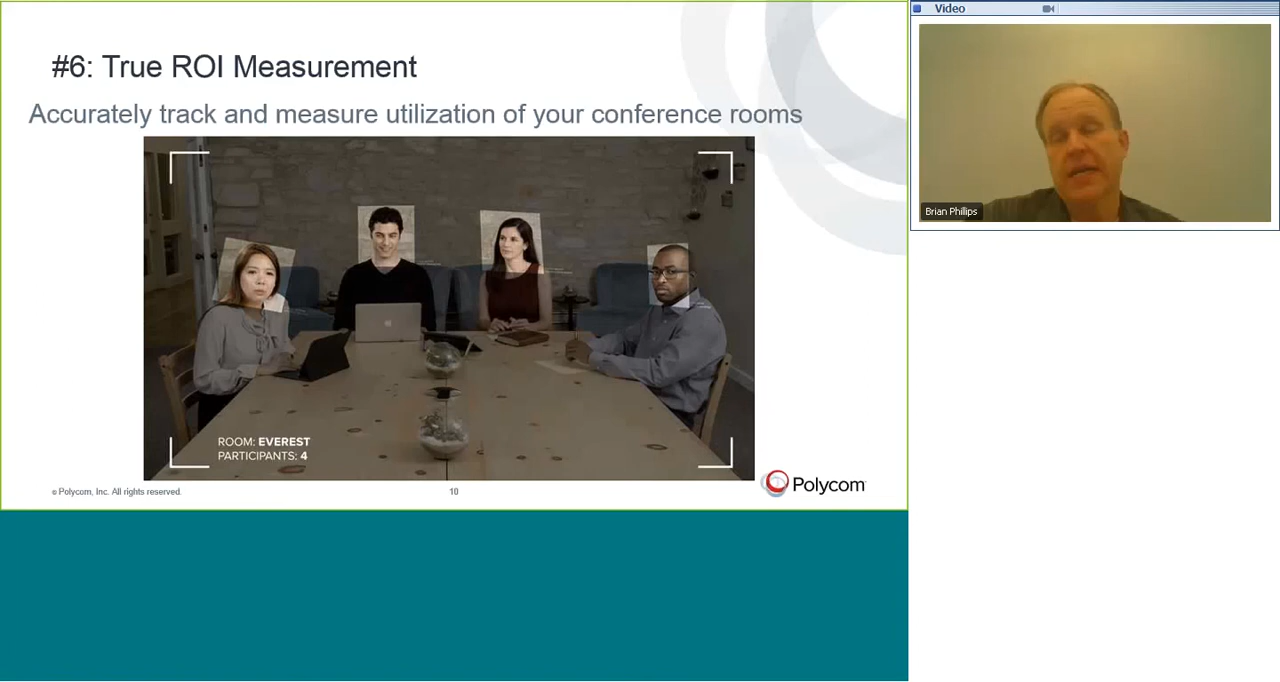 #6: True ROI Measurement
Accurately track and measure utilization of your conference rooms
ROOM: EVEREST
PARTICIPANTS: 4
© Polycom, Inc. All rights reserved.
10
Polycom
Video
Brian Phillips